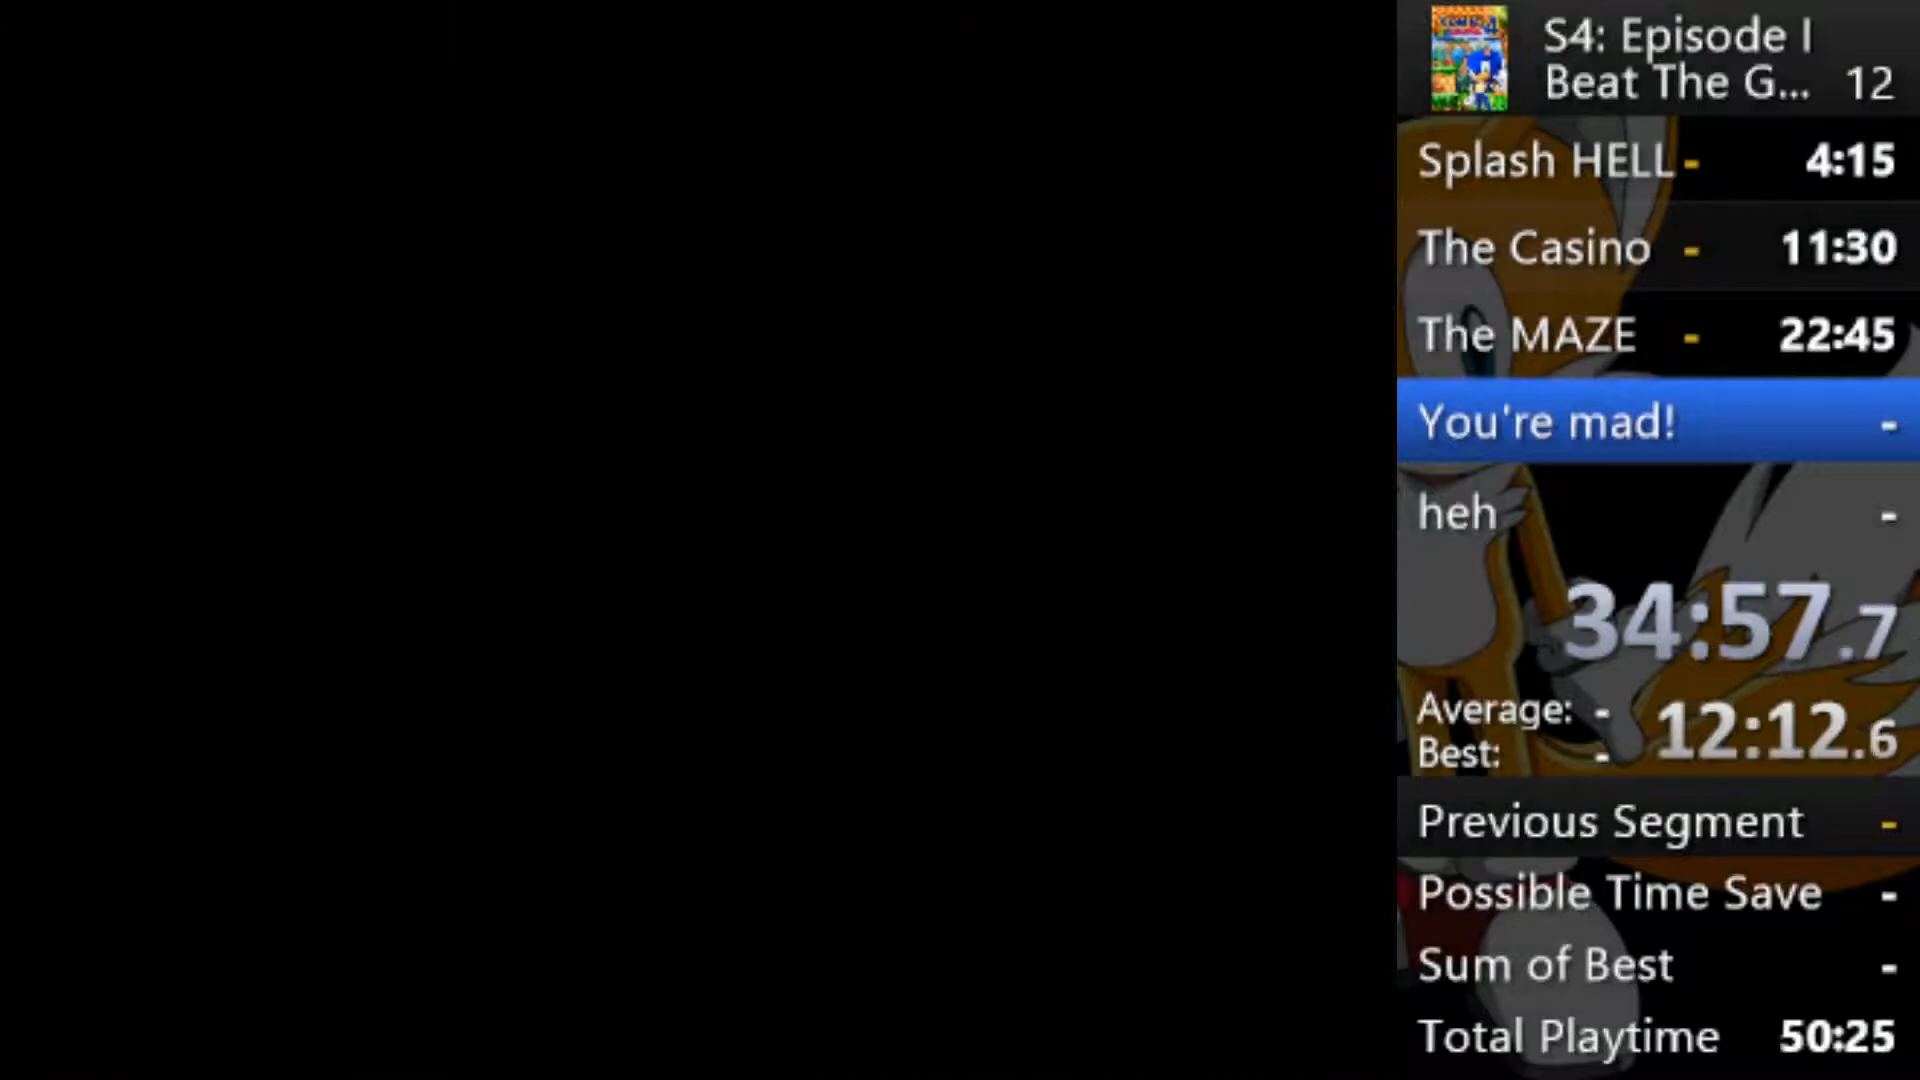 S4: Episode I
Beat The G... 12
Splash HELL - 4:15
The Casino - 11:30
The MAZE - 22:45
You're mad! -
heh -
34:57.7
Average: -
Best: -
12:12.6
Previous Segment -
Possible Time Save -
Sum of Best -
Total Playtime 50:25